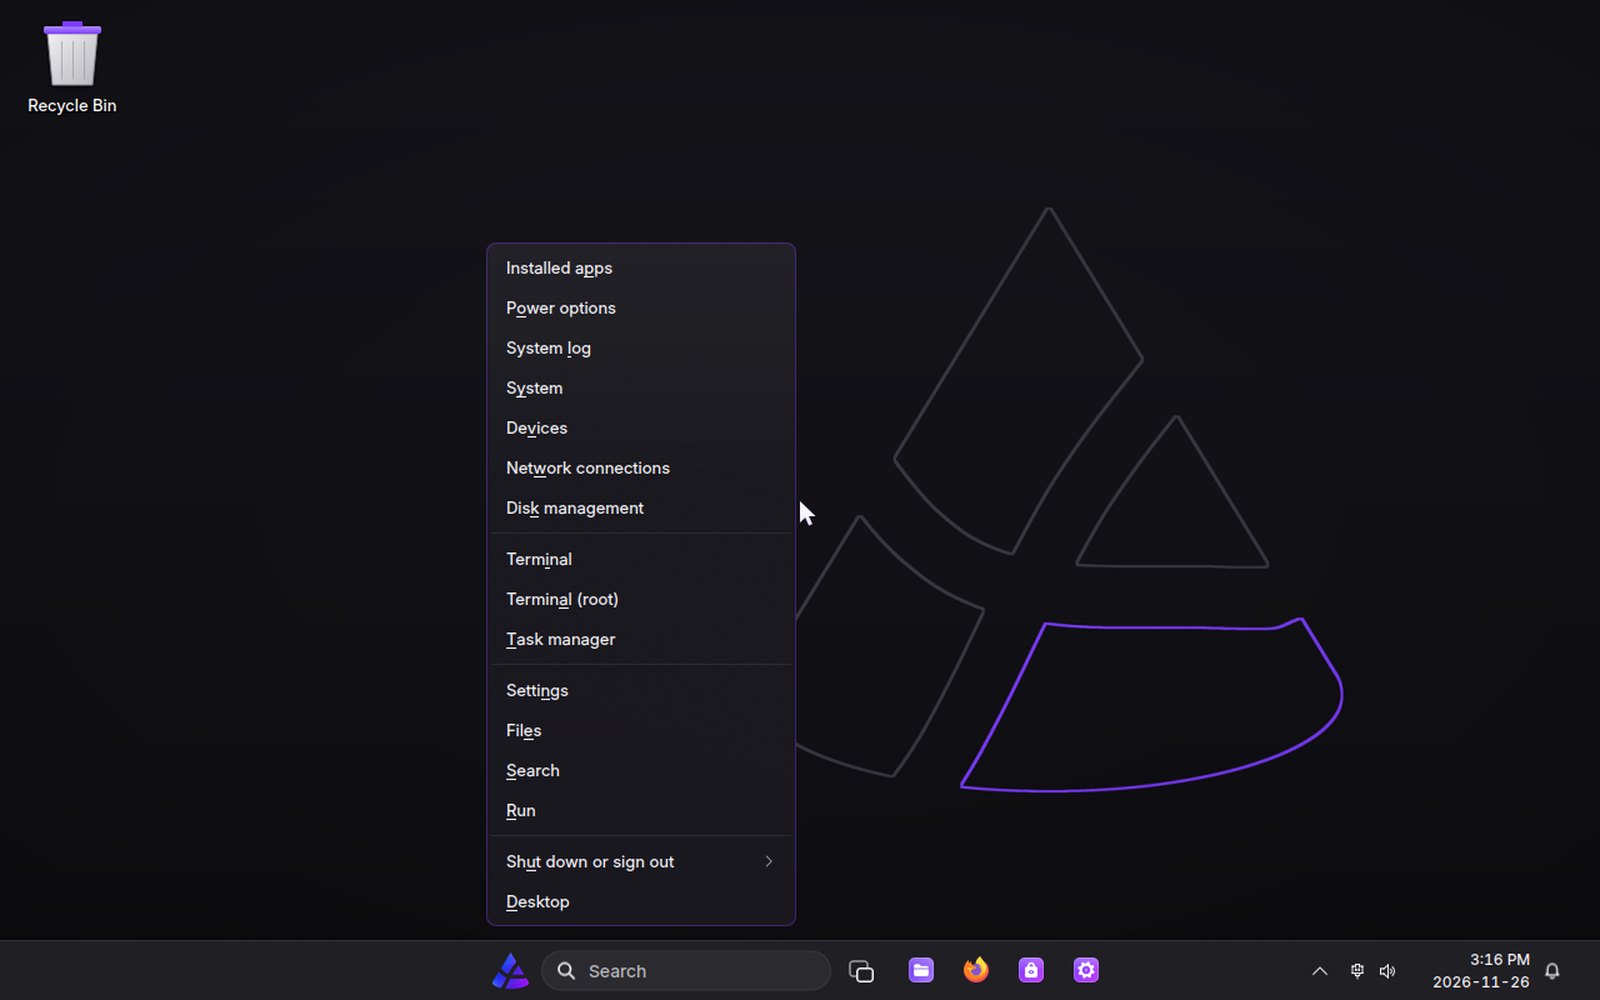 Recycle Bin
Installed apps
Power options
System log
System
Devices
Network connections
Disk management
Terminal
Terminal (root)
Task manager
Settings
Files
Search
Run
Shut down or sign out
Desktop
Search
3:16 PM
2026-11-26